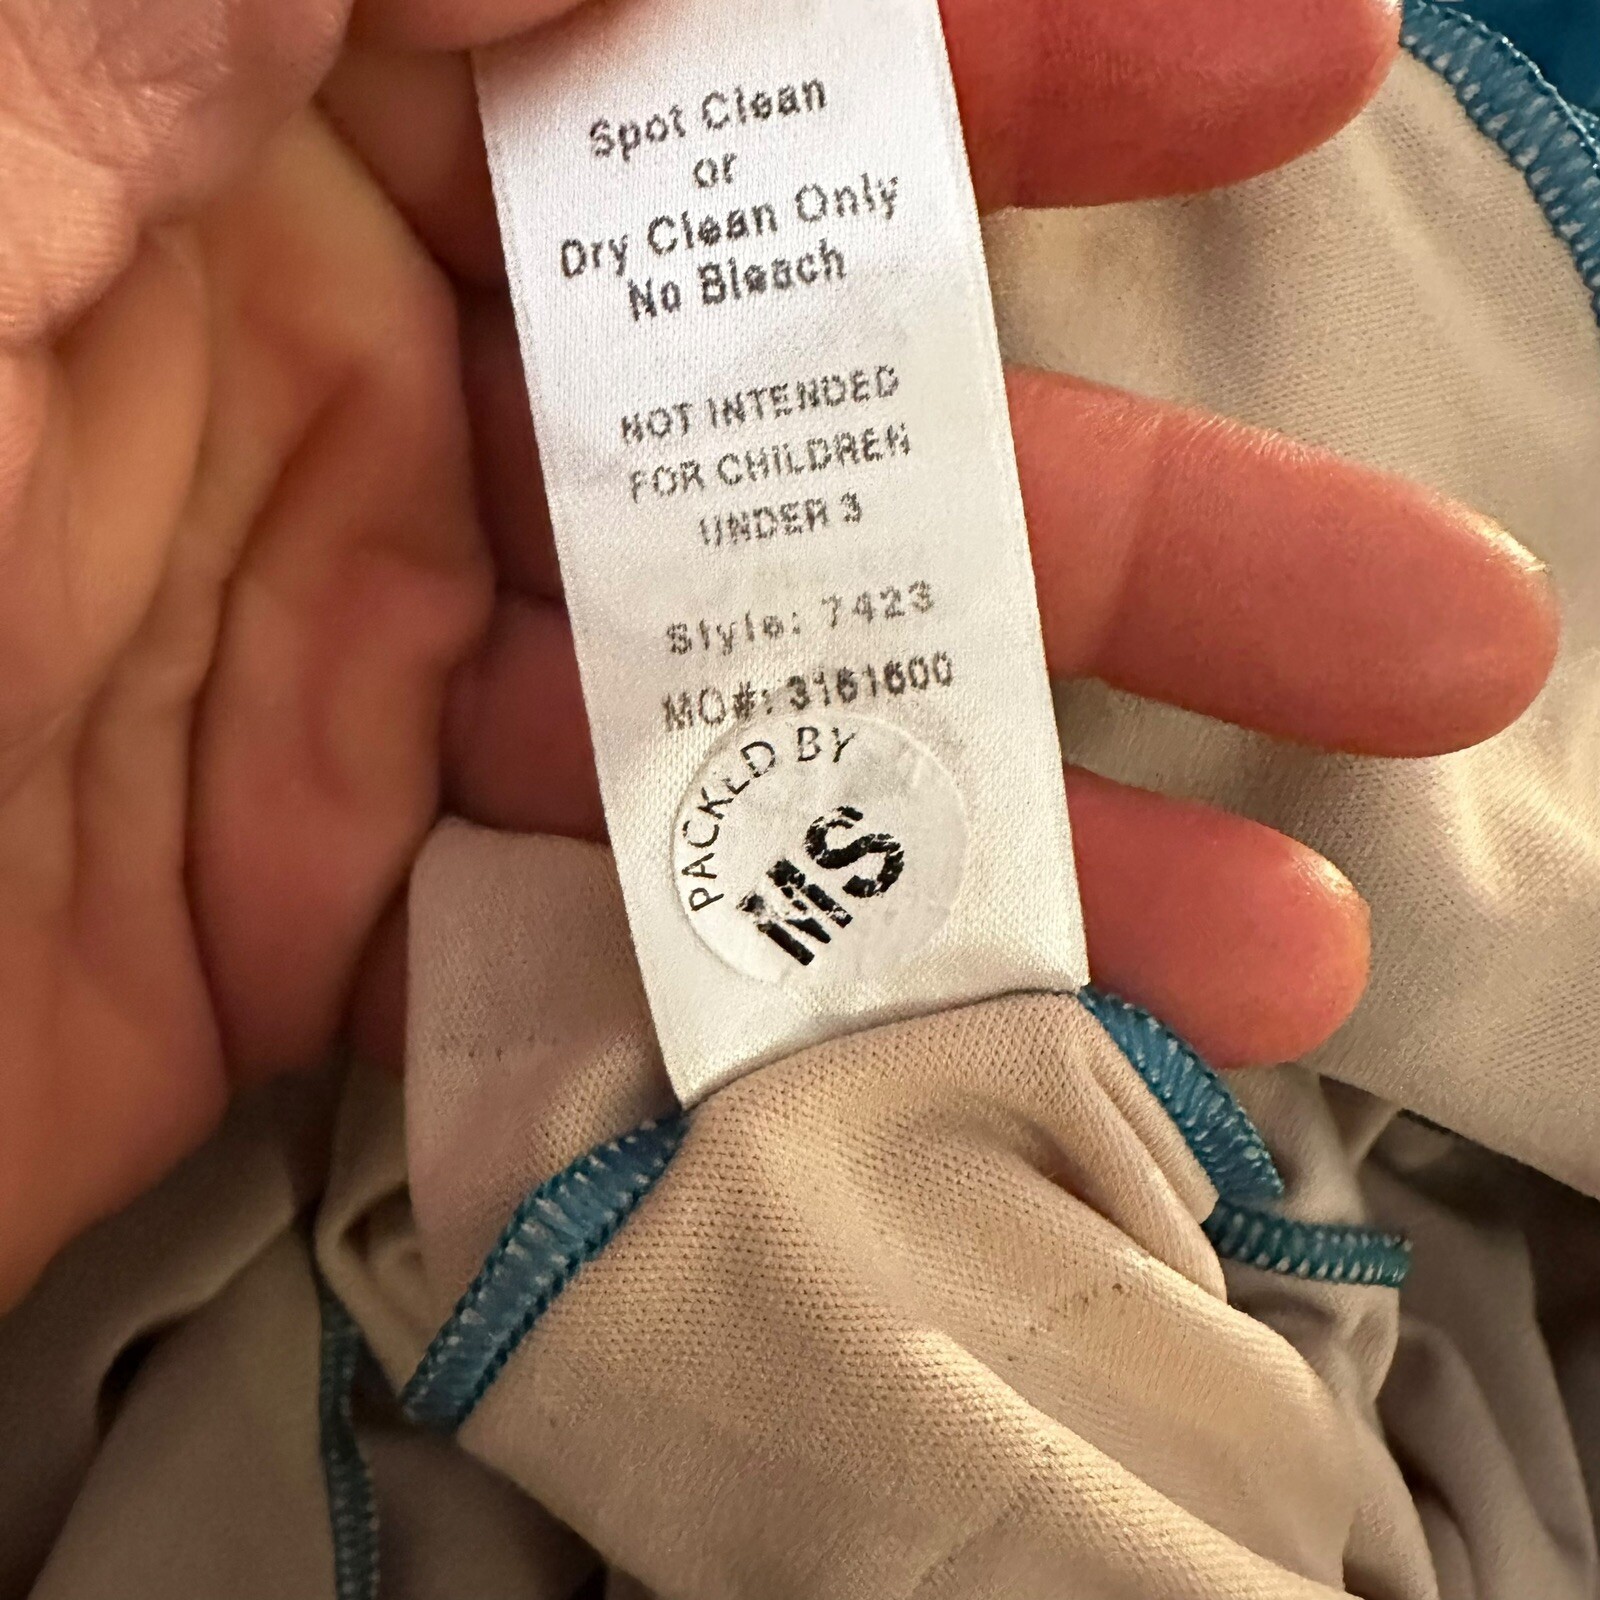 Spot Clean
or
Dry Clean Only
No Bleach
NOT INTENDED
FOR CHILDREN
UNDER 3
Style: 7423
MO#: 3161600
PACKED BY
MS